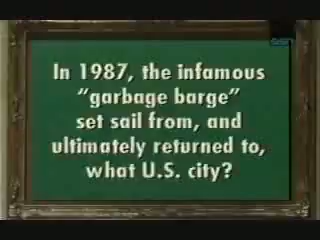 In 1987, the infamous
"garbage barge"
set sail from, and
ultimately returned to,
what U.S. city?